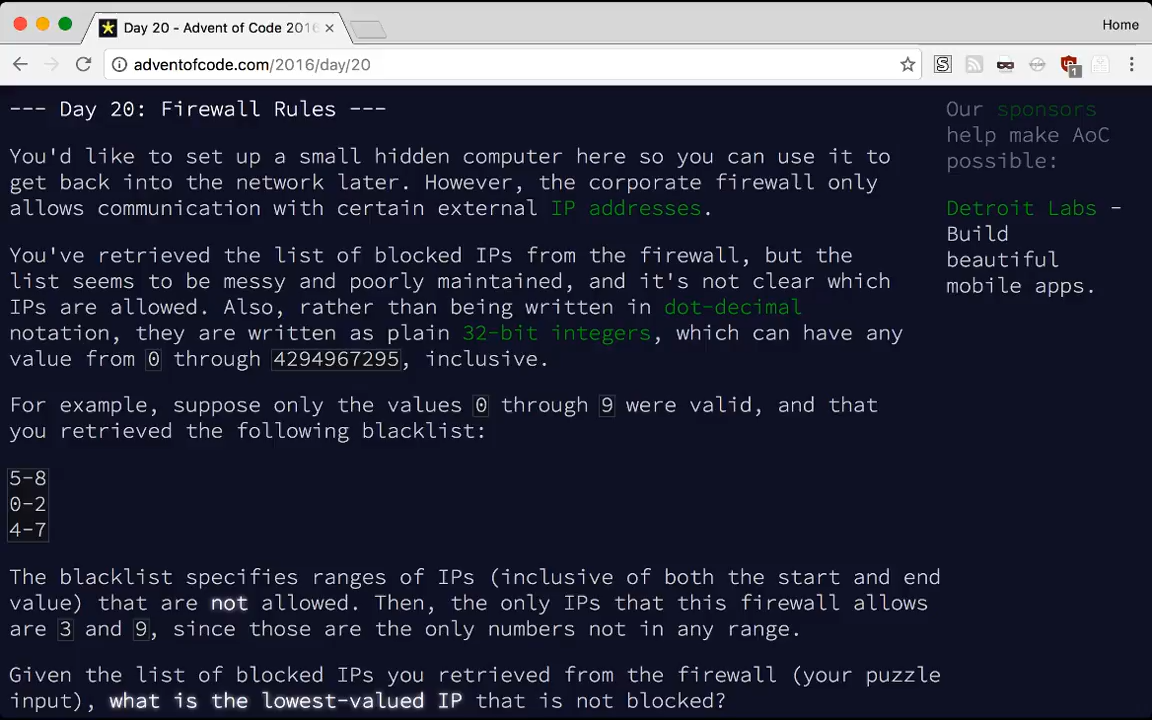 Day 20 - Advent of Code 2016
Home
adventofcode.com/2016/day/20
1
--- Day 20: Firewall Rules ---
You'd like to set up a small hidden computer here so you can use it to
get back into the network later. However, the corporate firewall only
allows communication with certain external IP addresses.
You've retrieved the list of blocked IPs from the firewall, but the
list seems to be messy and poorly maintained, and it's not clear which
IPs are allowed. Also, rather than being written in dot-decimal
notation, they are written as plain 32-bit integers, which can have any
value from 0 through 4294967295, inclusive.
For example, suppose only the values 0 through 9 were valid, and that
you retrieved the following blacklist:
5-8
0-2
4-7
The blacklist specifies ranges of IPs (inclusive of both the start and end
value) that are not allowed. Then, the only IPs that this firewall allows
are 3 and 9, since those are the only numbers not in any range.
Given the list of blocked IPs you retrieved from the firewall (your puzzle
input), what is the lowest-valued IP that is not blocked?
Our sponsors
help make AoC
possible:
Detroit Labs -
Build
beautiful
mobile apps.